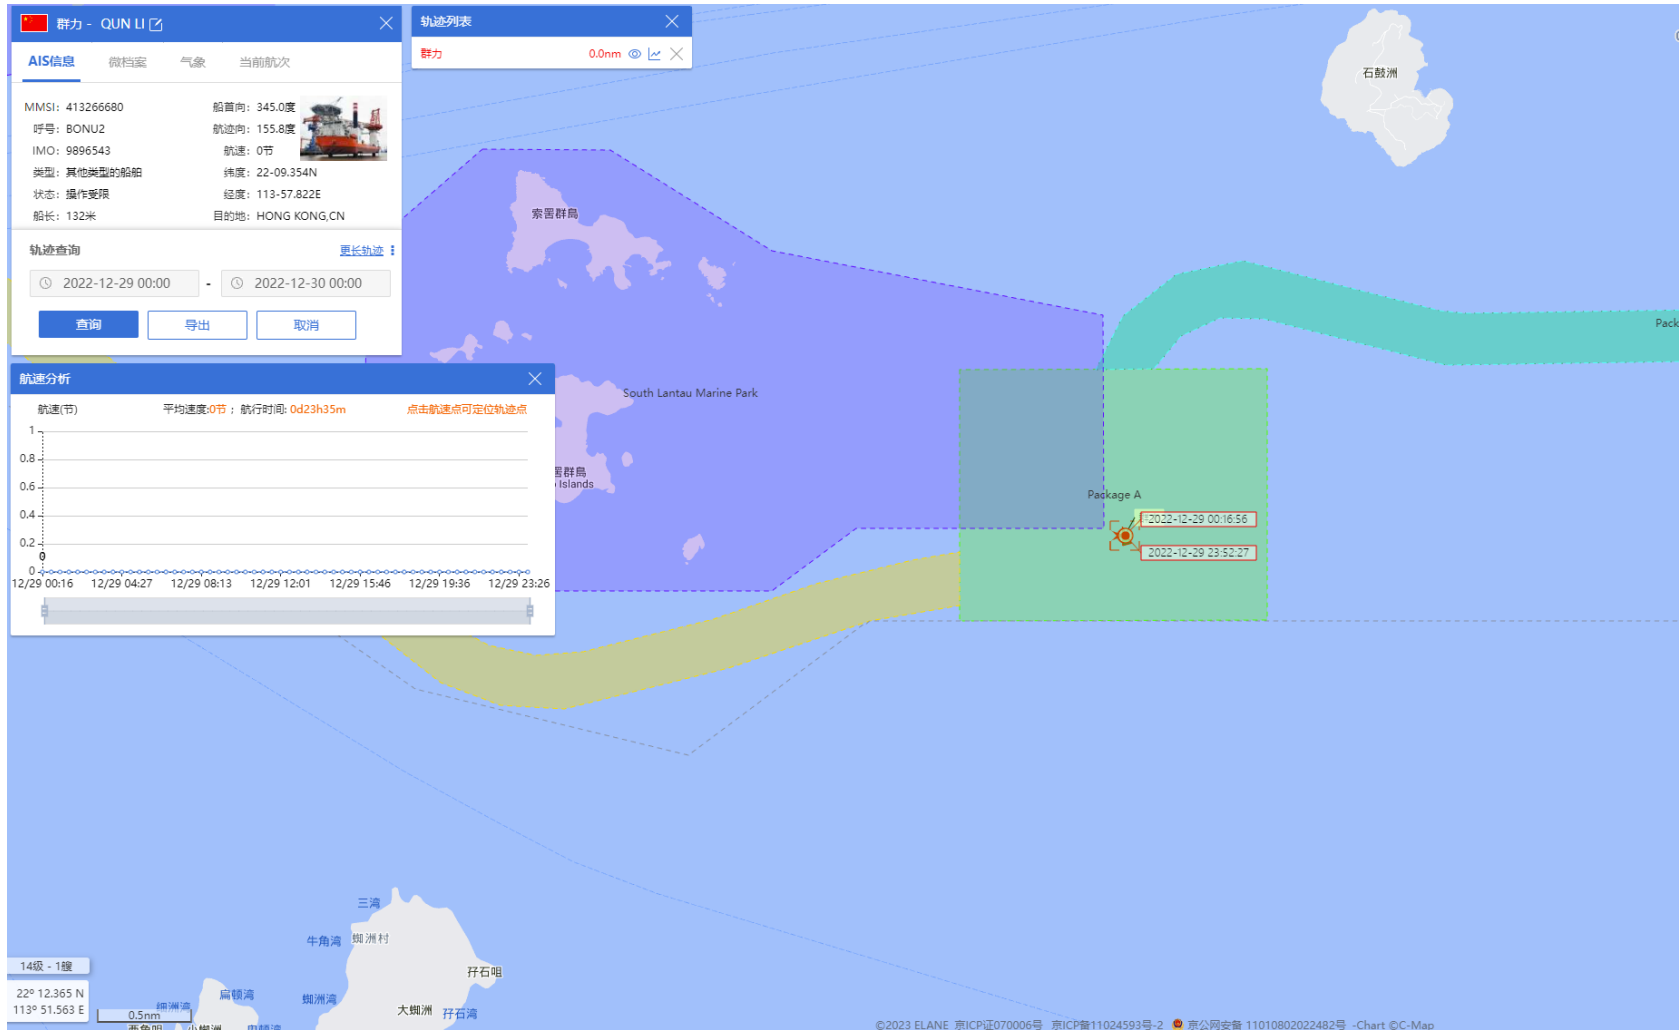 群力 - QUN LI
AIS信息 微档案 气象 当前航次
MMSI: 413266680 船首向: 345.0度
呼号: BONU2 航迹向: 155.8度
IMO: 9896543 航速: 0节
类型: 其他类型的船舶 纬度: 22-09.354N
状态: 操作受限 经度: 113-57.822E
船长: 132米 目的地: HONG KONG,CN
轨迹查询 更长轨迹
2022-12-29 00:00 - 2022-12-30 00:00
查询 导出 取消
轨迹列表
群力 0.0nm
航速分析
航速(节) 平均速度:0节 ; 航行时间: 0d23h35m 点击航速点可定位轨迹点
1
0.8
0.6
0.4
0.2
0
0
12/29 00:16 12/29 04:27 12/29 08:13 12/29 12:01 12/29 15:46 12/29 19:36 12/29 23:26
石鼓洲
索罟群島
South Lantau Marine Park
罟群島
Islands
Pack
Package A
2022-12-29 00:16:56
2022-12-29 23:52:27
三湾
牛角湾 蜘洲村
孖石咀
扁顿湾 蜘洲湾
细洲湾 大蜘洲 孖石湾
小蜘洲
14级 - 1艘
22º 12.365 N
113º 51.563 E
0.5nm
©2023 ELANE 京ICP证070006号 京ICP备11024593号-2 京公网安备 11010802022482号 -Chart ©C-Map